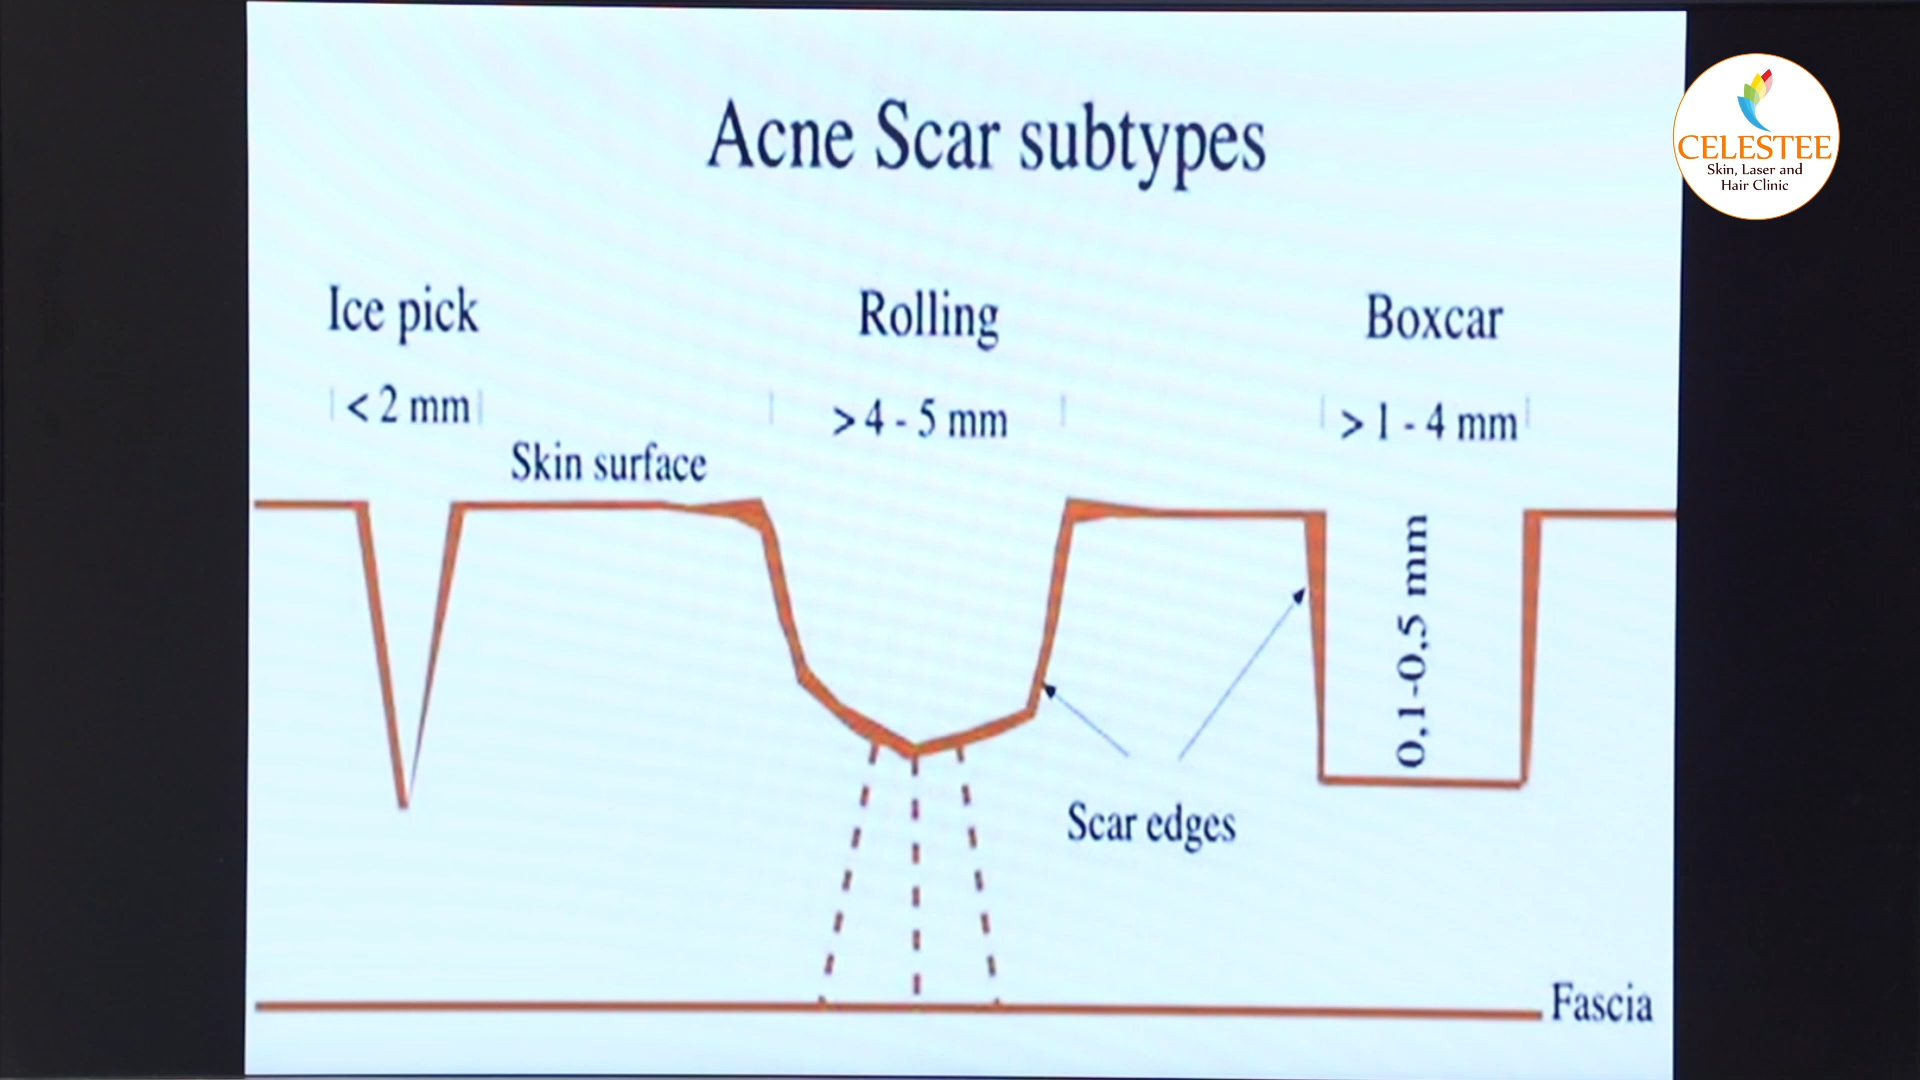 Acne Scar subtypes
CELESTEE
Skin, Laser and
Hair Clinic
Ice pick
Rolling
Boxcar
< 2 mm
> 4 - 5 mm
> 1 - 4 mm
Skin surface
0,1-0,5 mm
Scar edges
Fascia